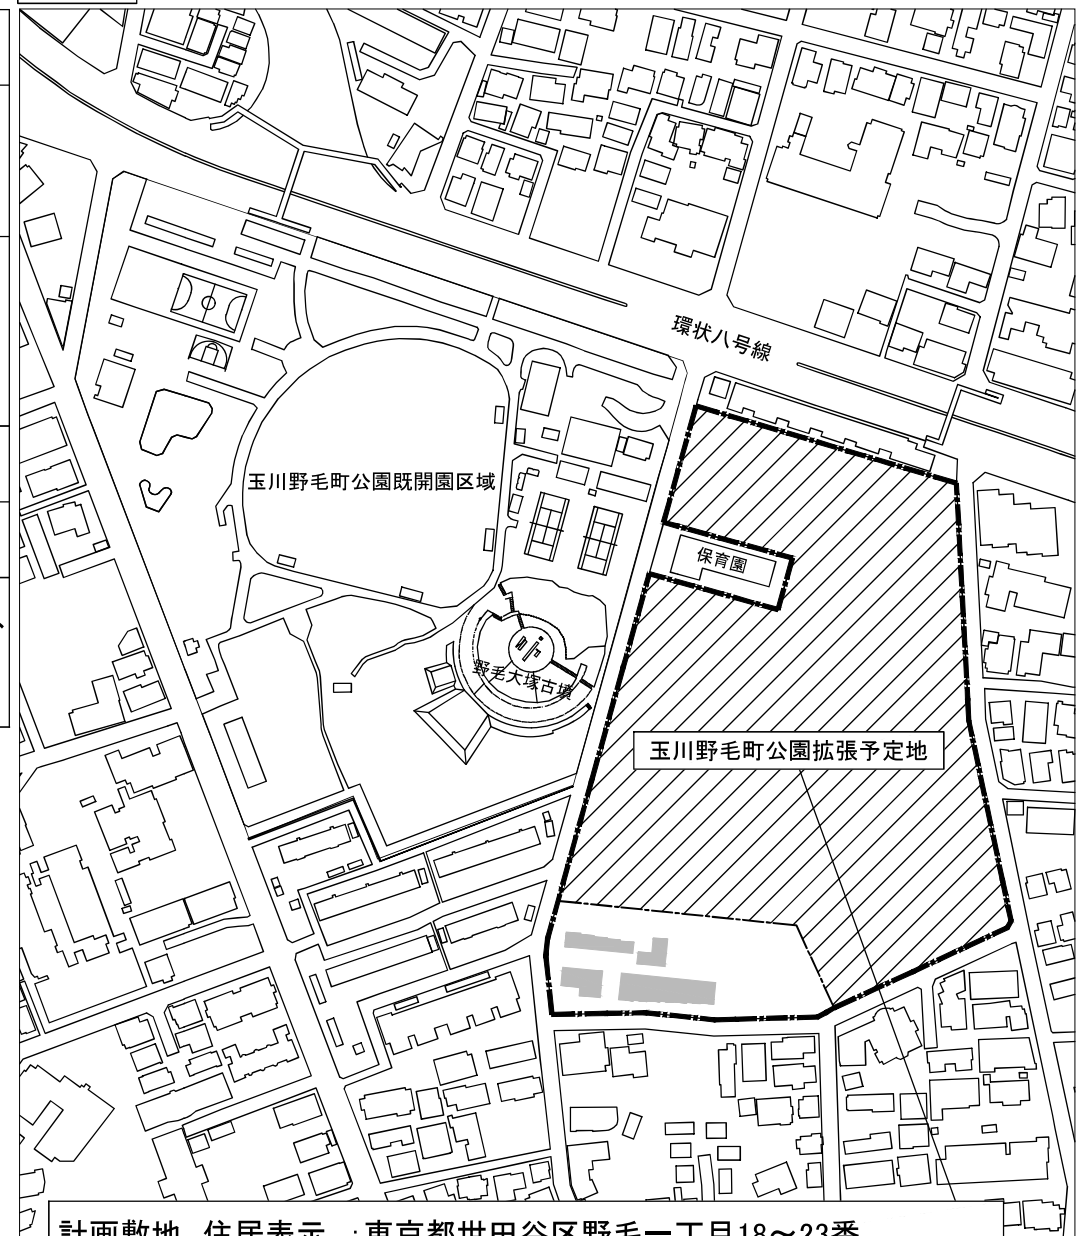 環状八号線
玉川野毛町公園既開園区域
保育園
野毛大塚古墳
玉川野毛町公園拡張予定地
計画敷地 住居表示 :東京都世田谷区野毛一丁目18~23番